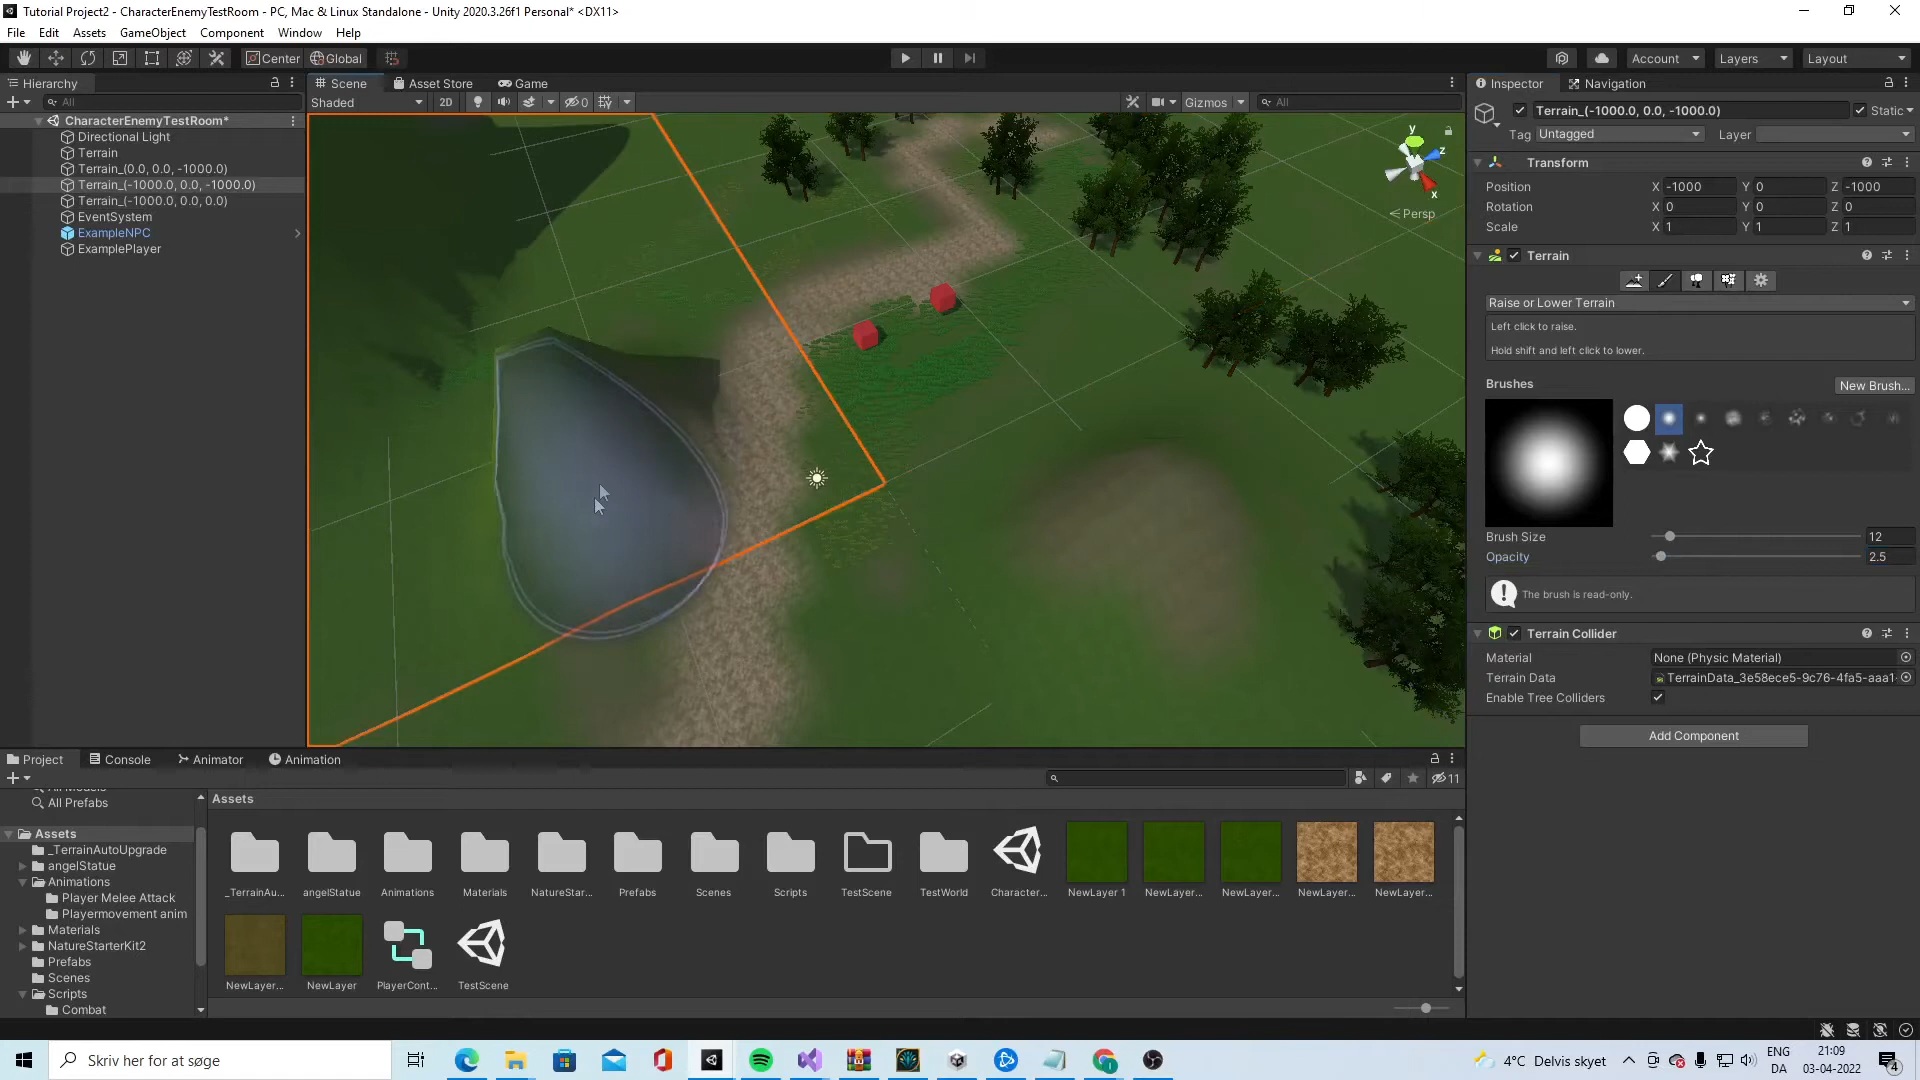 Tutorial Project2 - CharacterEnemyTestRoom - PC, Mac & Linux Standalone - Unity 2020.3.26f1 Personal* <DX11>
File Edit Assets GameObject Component Window Help
Center Global Account Layers Layout
Hierarchy
All
CharacterEnemyTestRoom*
Directional Light
Terrain
Terrain_(0.0, 0.0, -1000.0)
Terrain_(-1000.0, 0.0, -1000.0)
Terrain_(-1000.0, 0.0, 0.0)
EventSystem
ExampleNPC
ExamplePlayer
Scene Asset Store Game
Shaded 2D 0 Gizmos All
y
z
x
Persp
Inspector Navigation
Terrain_(-1000.0, 0.0, -1000.0) Static
Tag Untagged Layer
Transform
Position X -1000 Y 0 Z -1000
Rotation X 0 Y 0 Z 0
Scale X 1 Y 1 Z 1
Terrain
Raise or Lower Terrain
Left click to raise.
Hold shift and left click to lower.
Brushes New Brush...
Brush Size 12
Opacity 2.5
The brush is read-only.
Terrain Collider
Material None (Physic Material)
Terrain Data TerrainData_3e58ece5-9c76-4fa5-aaa1-
Enable Tree Colliders
Add Component
Project Console Animator Animation
11
All Prefabs
Assets
_TerrainAutoUpgrade
angelStatue
Animations
Player Melee Attack
Playermovement anim
Materials
NatureStarterKit2
Prefabs
Scenes
Scripts
Combat
Assets
_TerrainAu... angelStatue Animations Materials NatureStar... Prefabs Scenes Scripts TestScene TestWorld Character... NewLayer 1 NewLayer... NewLayer... NewLayer... NewLayer...
NewLayer... NewLayer PlayerCont... TestScene
Skriv her for at søge
4°C Delvis skyet
ENG
DA
21:09
03-04-2022
4